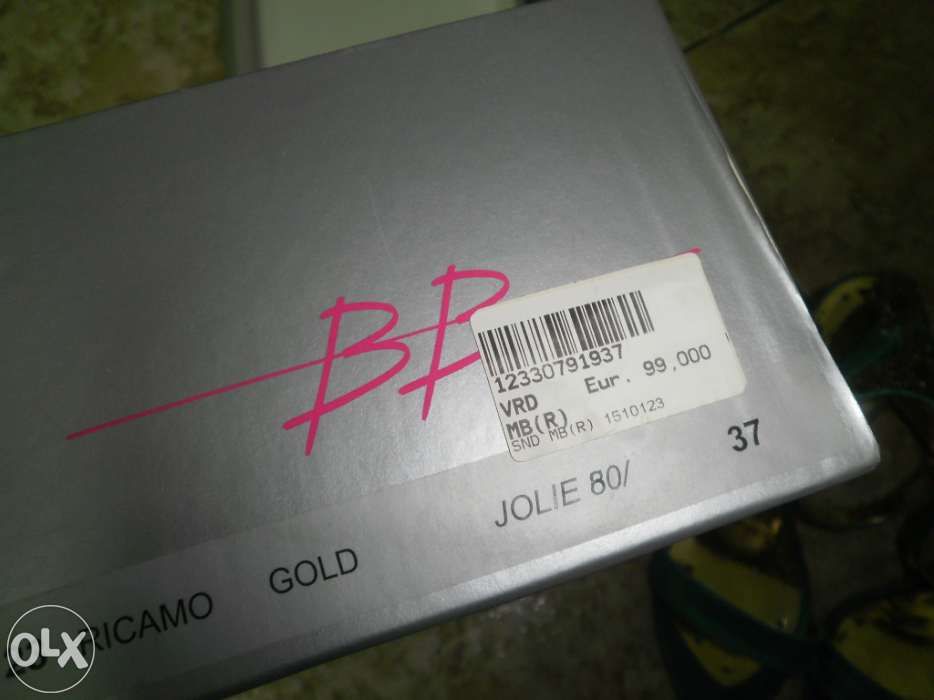 BB
12330791937
VRD Eur. 99,000
MB(R)
SND MB(R) 1510123
JOLIE 80/ 37
RICAMO GOLD
OLX